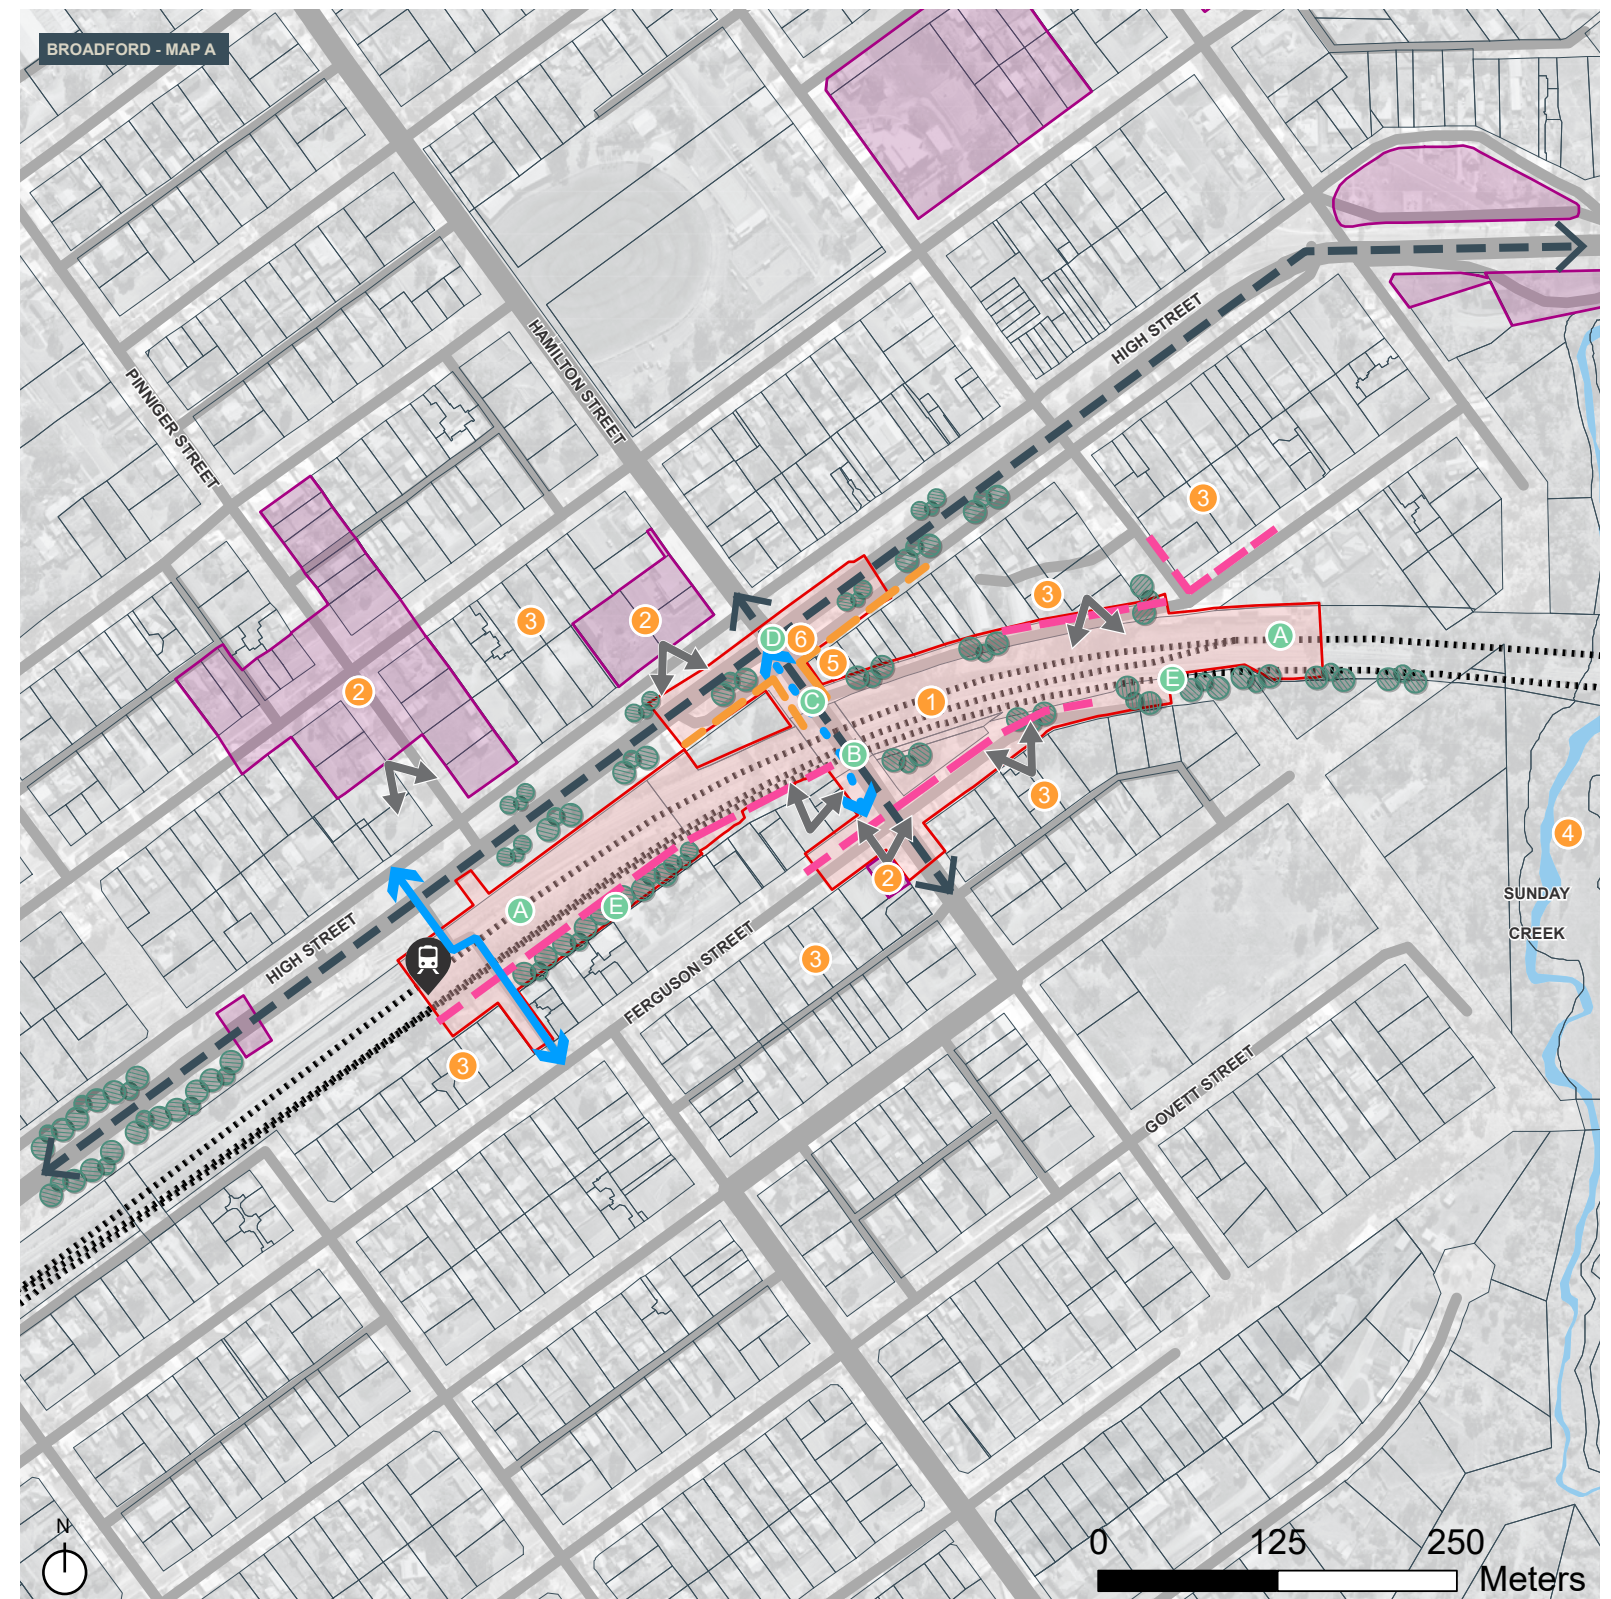 BROADFORD - MAP A
HIGH STREET
HAMILTON STREET
PINNIGER STREET
3
3
3
2
D
6
5
A
E
2
C
1
B
3
4
2
SUNDAY
CREEK
A
E
HIGH STREET
FERGUSON STREET
3
3
GOVETT STREET
N
0
125
250
Meters